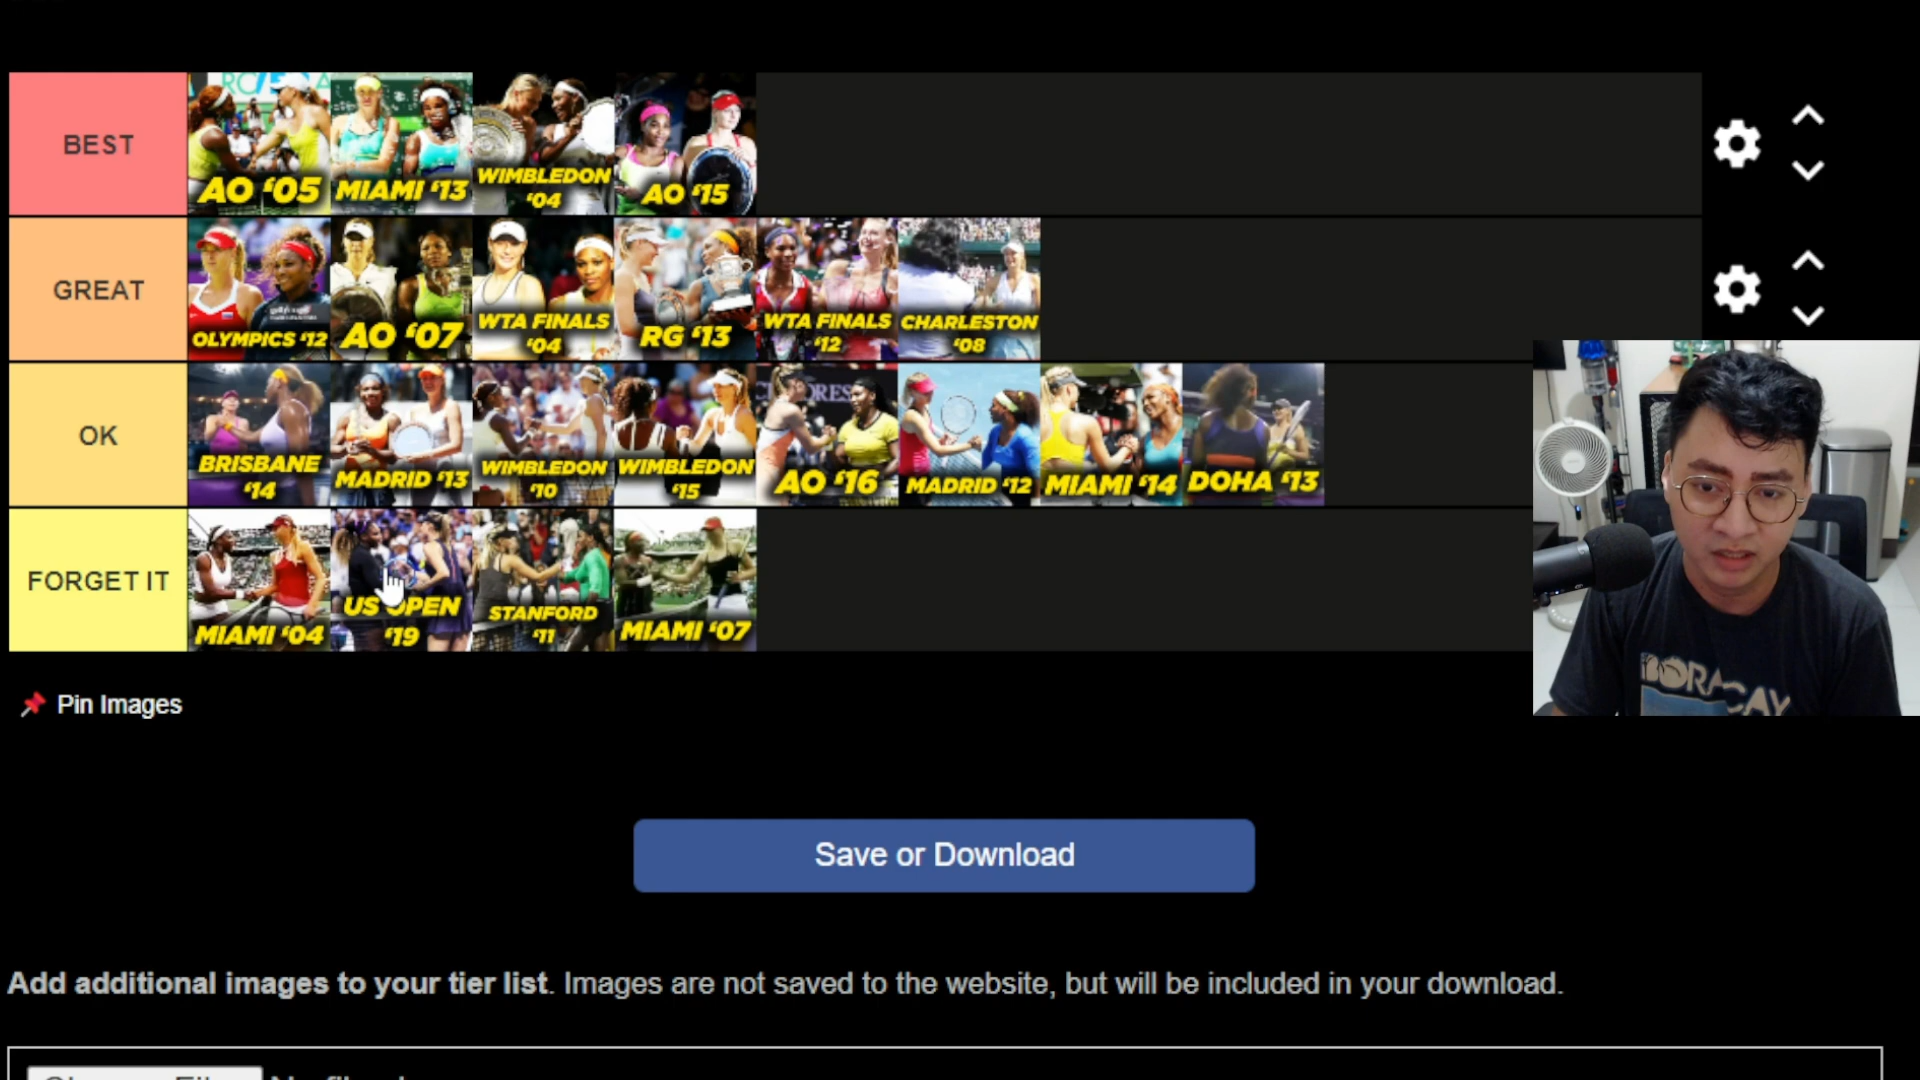 BEST
AO ‘05
MIAMI ‘13
WIMBLEDON
‘04
AO ‘15
GREAT
OLYMPICS ‘12
AO ‘07
WTA FINALS
‘04
RG ‘13
WTA FINALS
‘12
CHARLESTON
‘08
OK
BRISBANE
‘14
MADRID ‘13
WIMBLEDON
‘10
WIMBLEDON
‘15
AO ‘16
MADRID ‘12
MIAMI ‘14
DOHA ‘13
FORGET IT
MIAMI ‘04
US OPEN
‘19
STANFORD
‘11
MIAMI ‘07
BORACAY
Pin Images
Save or Download
Add additional images to your tier list. Images are not saved to the website, but will be included in your download.